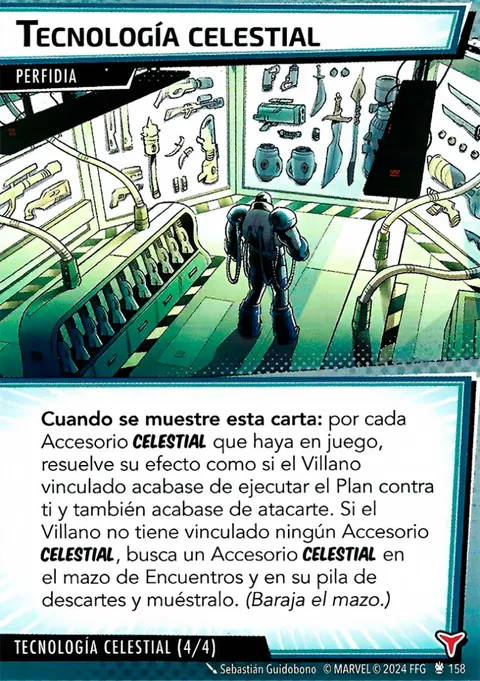 TECNOLOGÍA CELESTIAL
PERFIDIA
Cuando se muestre esta carta: por cada
Accesorio CELESTIAL que haya en juego,
resuelve su efecto como si el Villano
vinculado acabase de ejecutar el Plan contra
ti y también acabase de atacarte. Si el
Villano no tiene vinculado ningún Accesorio
CELESTIAL, busca un Accesorio CELESTIAL en
el mazo de Encuentros y en su pila de
descartes y muéstralo. (Baraja el mazo.)
TECNOLOGÍA CELESTIAL (4/4)
Sebastián Guidobono © MARVEL © 2024 FFG 158